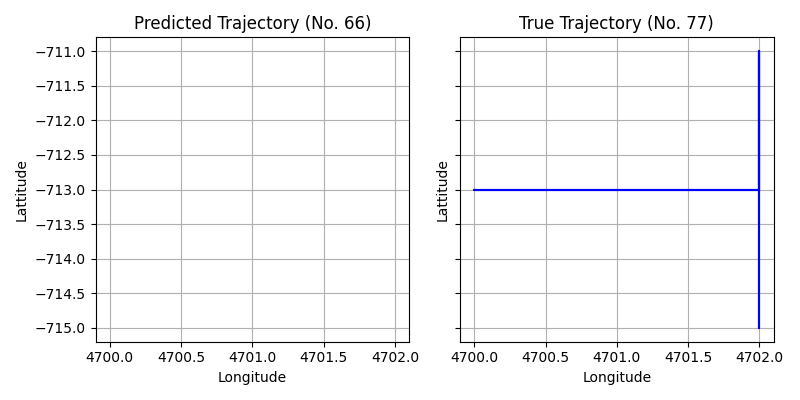 Predicted Trajectory (No. 66)
−711.0
−711.5
−712.0
−712.5
−713.0
−713.5
−714.0
−714.5
−715.0
Lattitude
4700.0 4700.5 4701.0 4701.5 4702.0
Longitude
True Trajectory (No. 77)
Lattitude
4700.0 4700.5 4701.0 4701.5 4702.0
Longitude